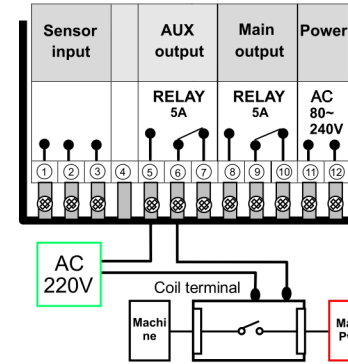 Sensor input
AUX output
Main output
Power
RELAY
5A
RELAY
5A
AC
80~
240V
1 2 3 4 5 6 7 8 9 10 11 12
AC
220V
Coil terminal
Machi
ne